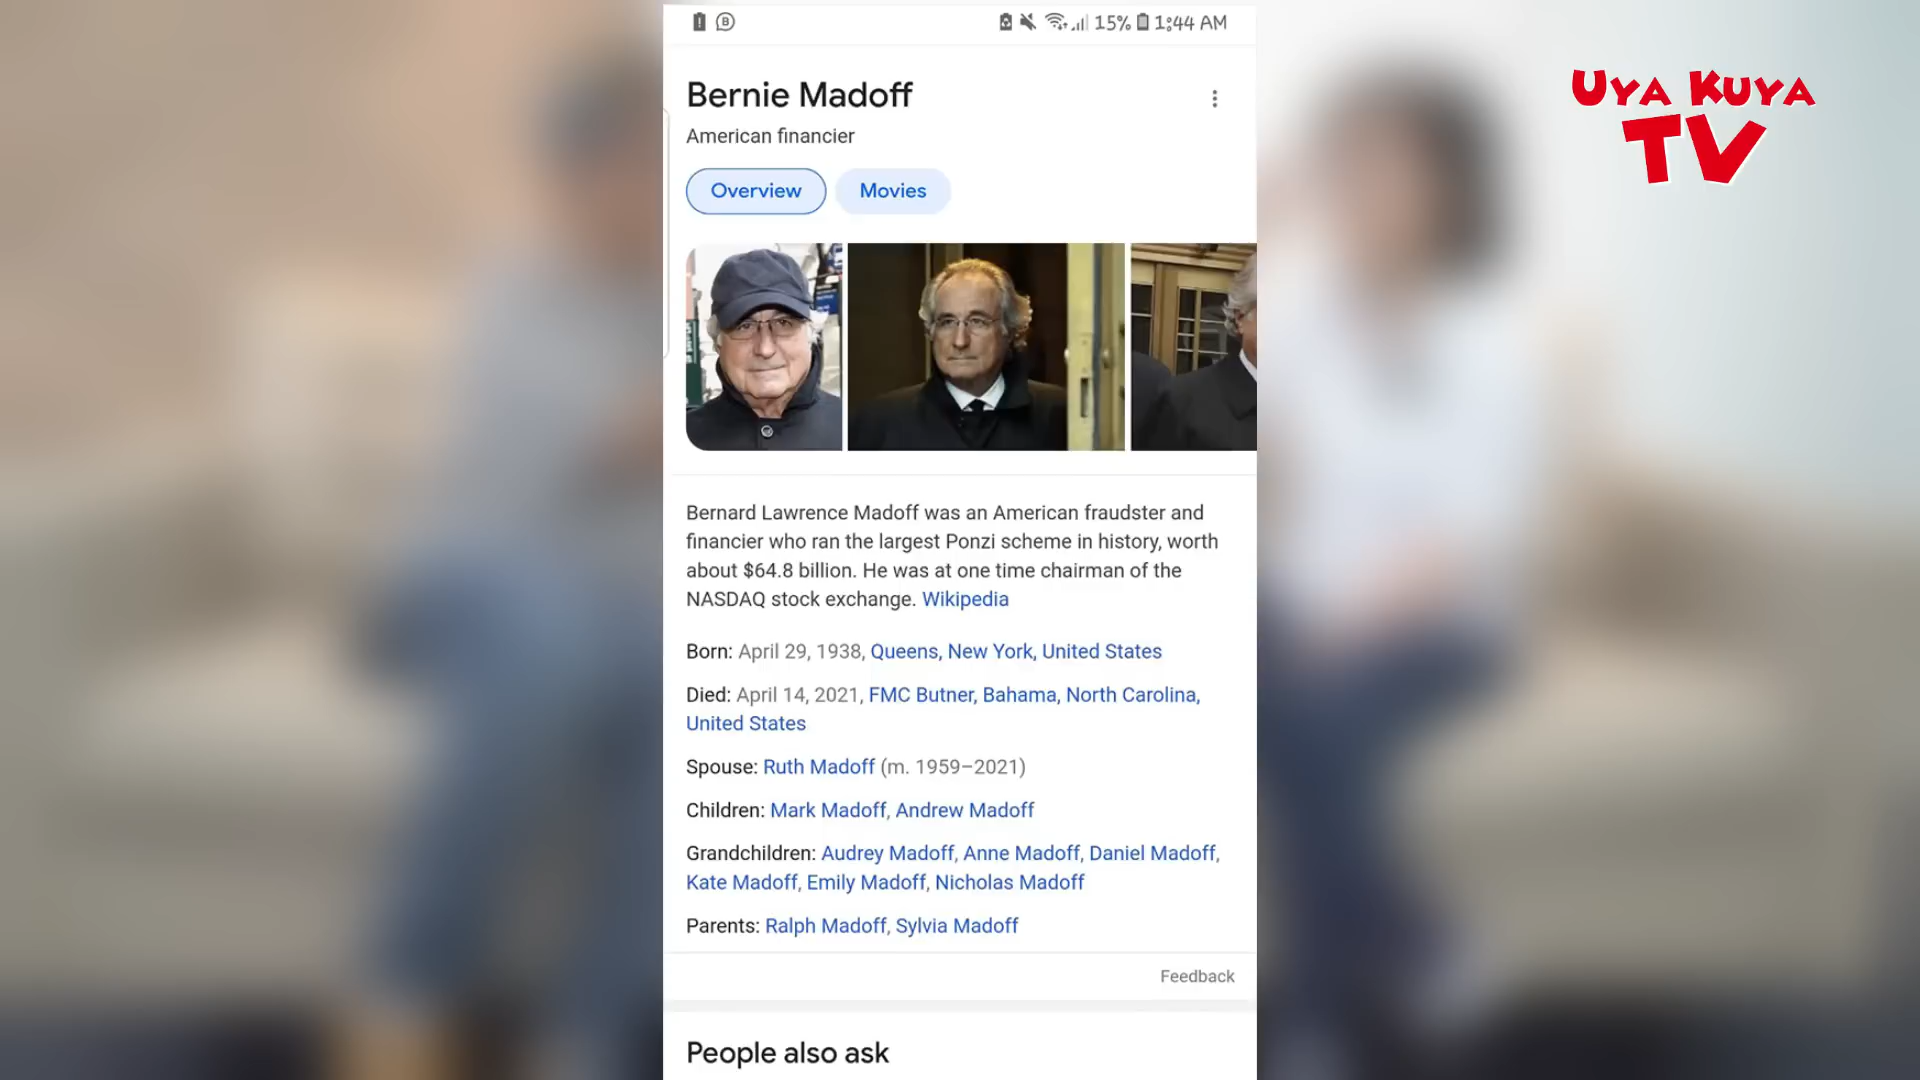 15% 1:44 AM
UYA KUYA
TV
Bernie Madoff
American financier
Overview Movies
Bernard Lawrence Madoff was an American fraudster and
financier who ran the largest Ponzi scheme in history, worth
about $64.8 billion. He was at one time chairman of the
NASDAQ stock exchange. Wikipedia
Born: April 29, 1938, Queens, New York, United States
Died: April 14, 2021, FMC Butner, Bahama, North Carolina,
United States
Spouse: Ruth Madoff (m. 1959–2021)
Children: Mark Madoff, Andrew Madoff
Grandchildren: Audrey Madoff, Anne Madoff, Daniel Madoff,
Kate Madoff, Emily Madoff, Nicholas Madoff
Parents: Ralph Madoff, Sylvia Madoff
Feedback
People also ask